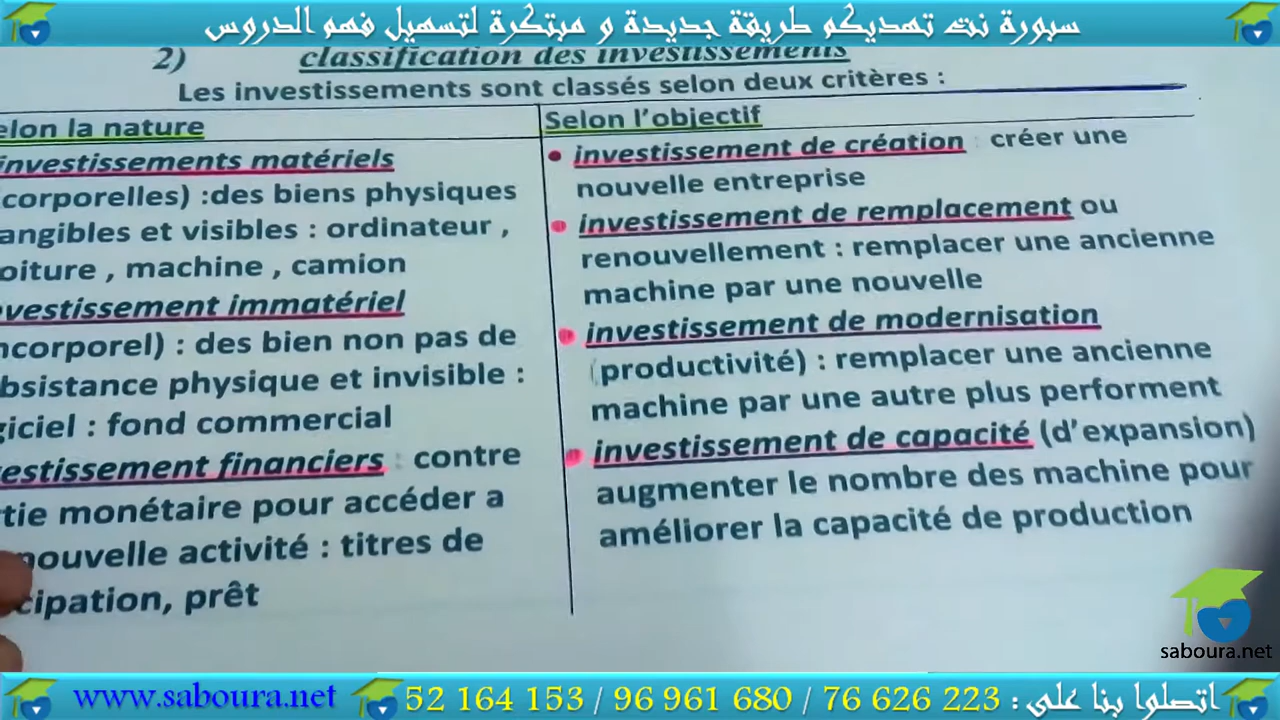 سبورة نت تهديكم طريقة جديدة و مبتكرة لتسهيل فهم الدروس
2) classification des investissements
Les investissements sont classés selon deux critères :
elon la nature
investissements matériels
corporelles) :des biens physiques
angibles et visibles : ordinateur ,
oiture , machine , camion
vestissement immatériel
ncorporel) : des bien non pas de
bsistance physique et invisible :
giciel : fond commercial
estissement financiers : contre
tie monétaire pour accéder a
nouvelle activité : titres de
cipation, prêt
Selon l'objectif
• investissement de création : créer une
nouvelle entreprise
• investissement de remplacement ou
renouvellement : remplacer une ancienne
machine par une nouvelle
• investissement de modernisation
(productivité) : remplacer une ancienne
machine par une autre plus performent
• investissement de capacité (d'expansion)
augmenter le nombre des machine pour
améliorer la capacité de production
saboura.net
www.saboura.net
اتصلوا بنا على : 52 164 153 / 96 961 680 / 76 626 223